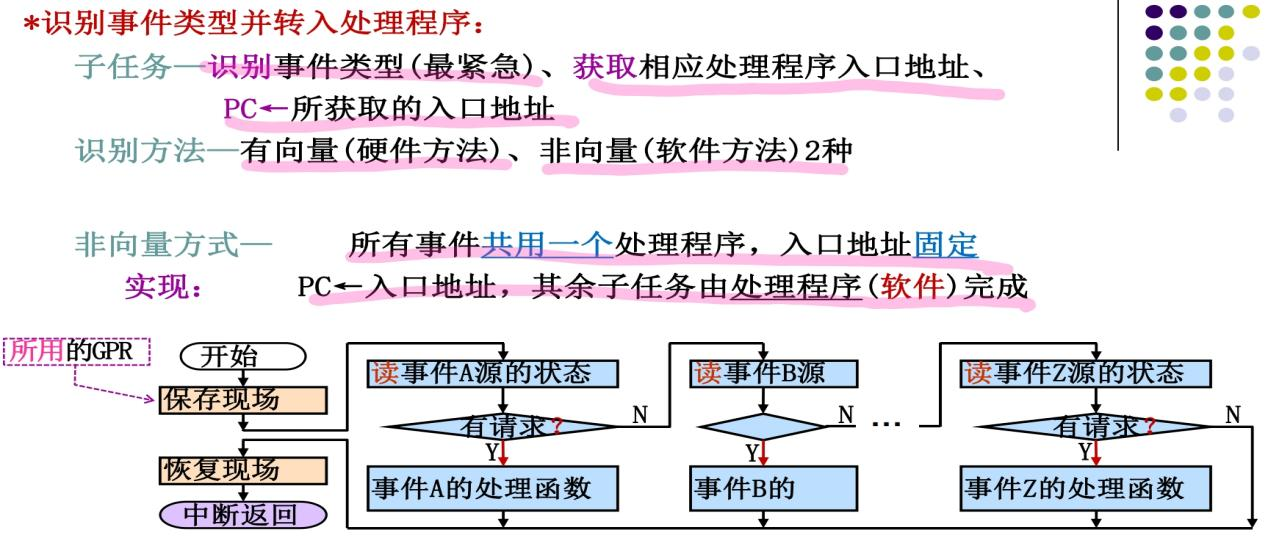 *识别事件类型并转入处理程序：
子任务—识别事件类型(最紧急)、获取相应处理程序入口地址、
PC←所获取的入口地址
识别方法—有向量(硬件方法)、非向量(软件方法)2种
非向量方式— 所有事件共用一个处理程序，入口地址固定
实现： PC←入口地址，其余子任务由处理程序(软件)完成
所用的GPR
开始
保存现场
恢复现场
中断返回
读事件A源的状态
有请求？
N
Y
事件A的处理函数
读事件B源
N
Y
事件B的
…
读事件Z源的状态
有请求？
N
Y
事件Z的处理函数